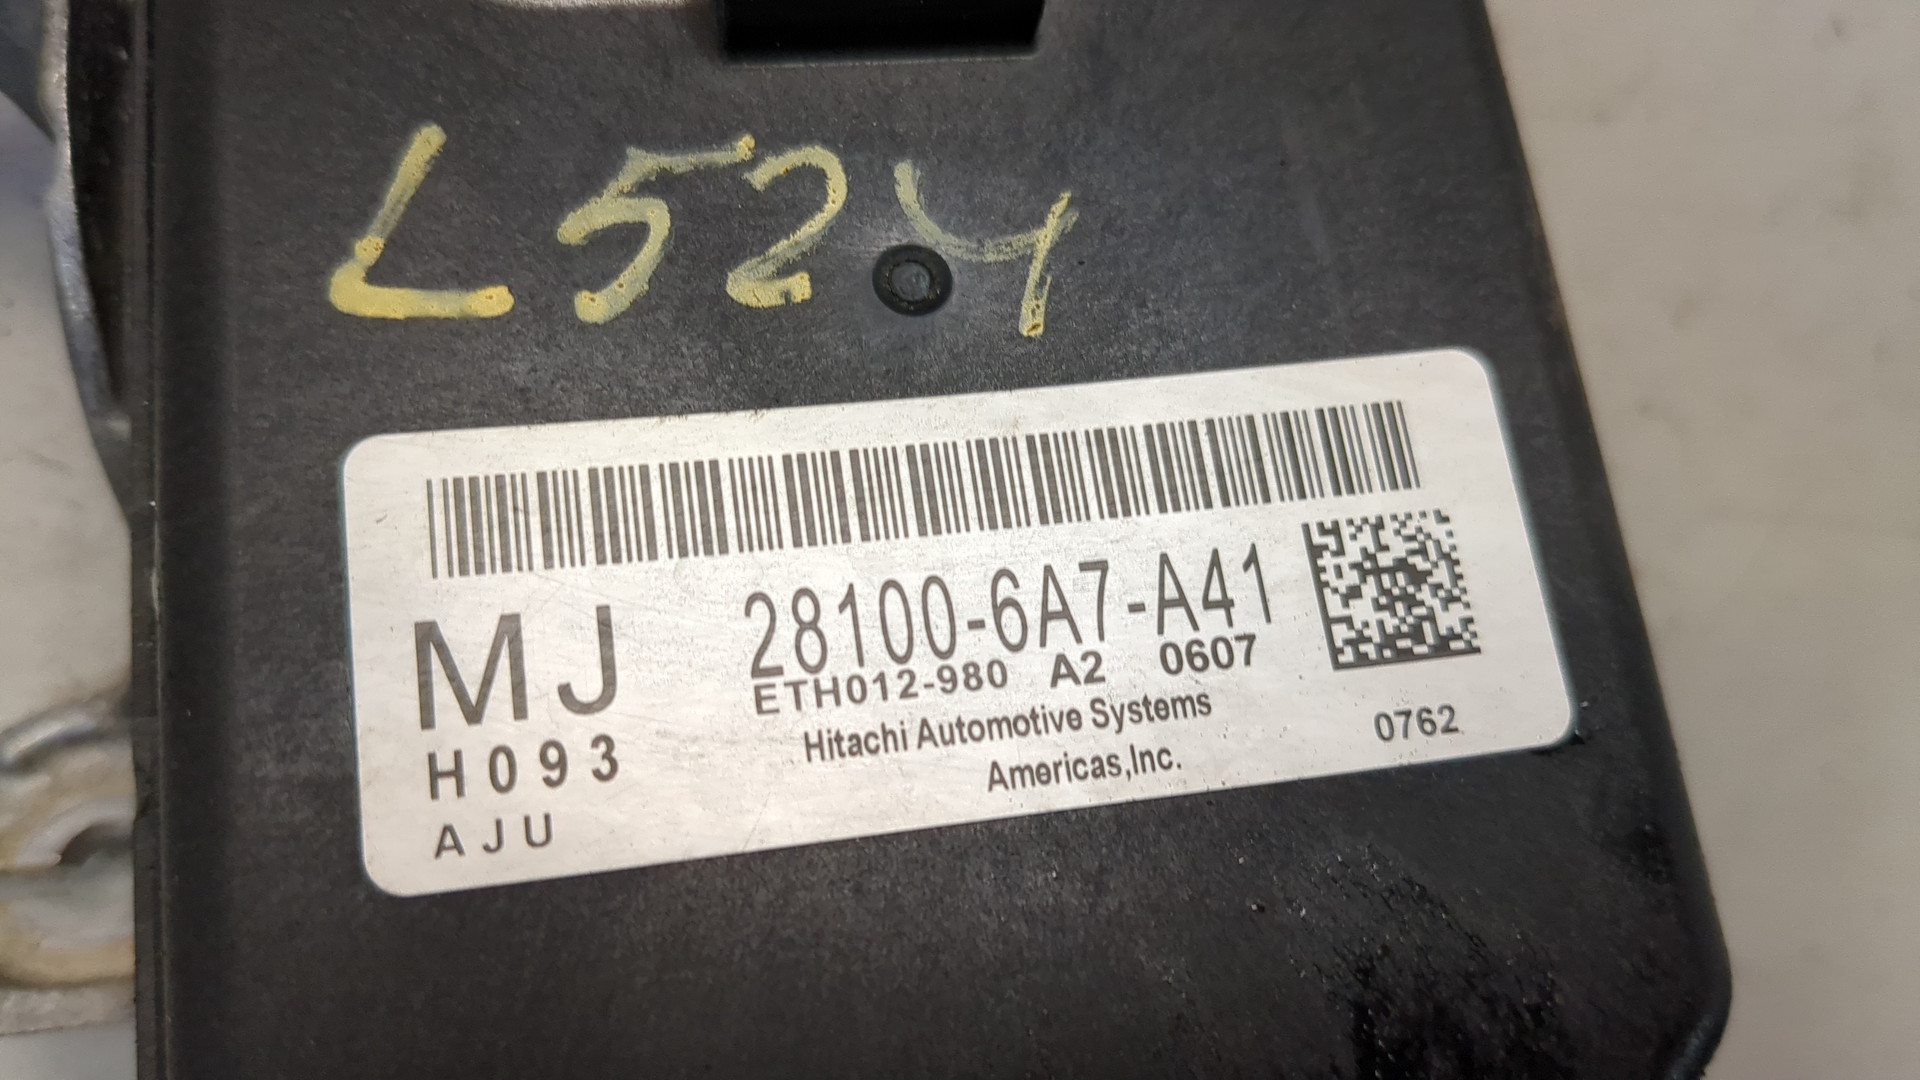 L524
28100-6A7-A41
MJ
ETH012-980 A2 0607
H093
Hitachi Automotive Systems
Americas,Inc.
0762
AJU